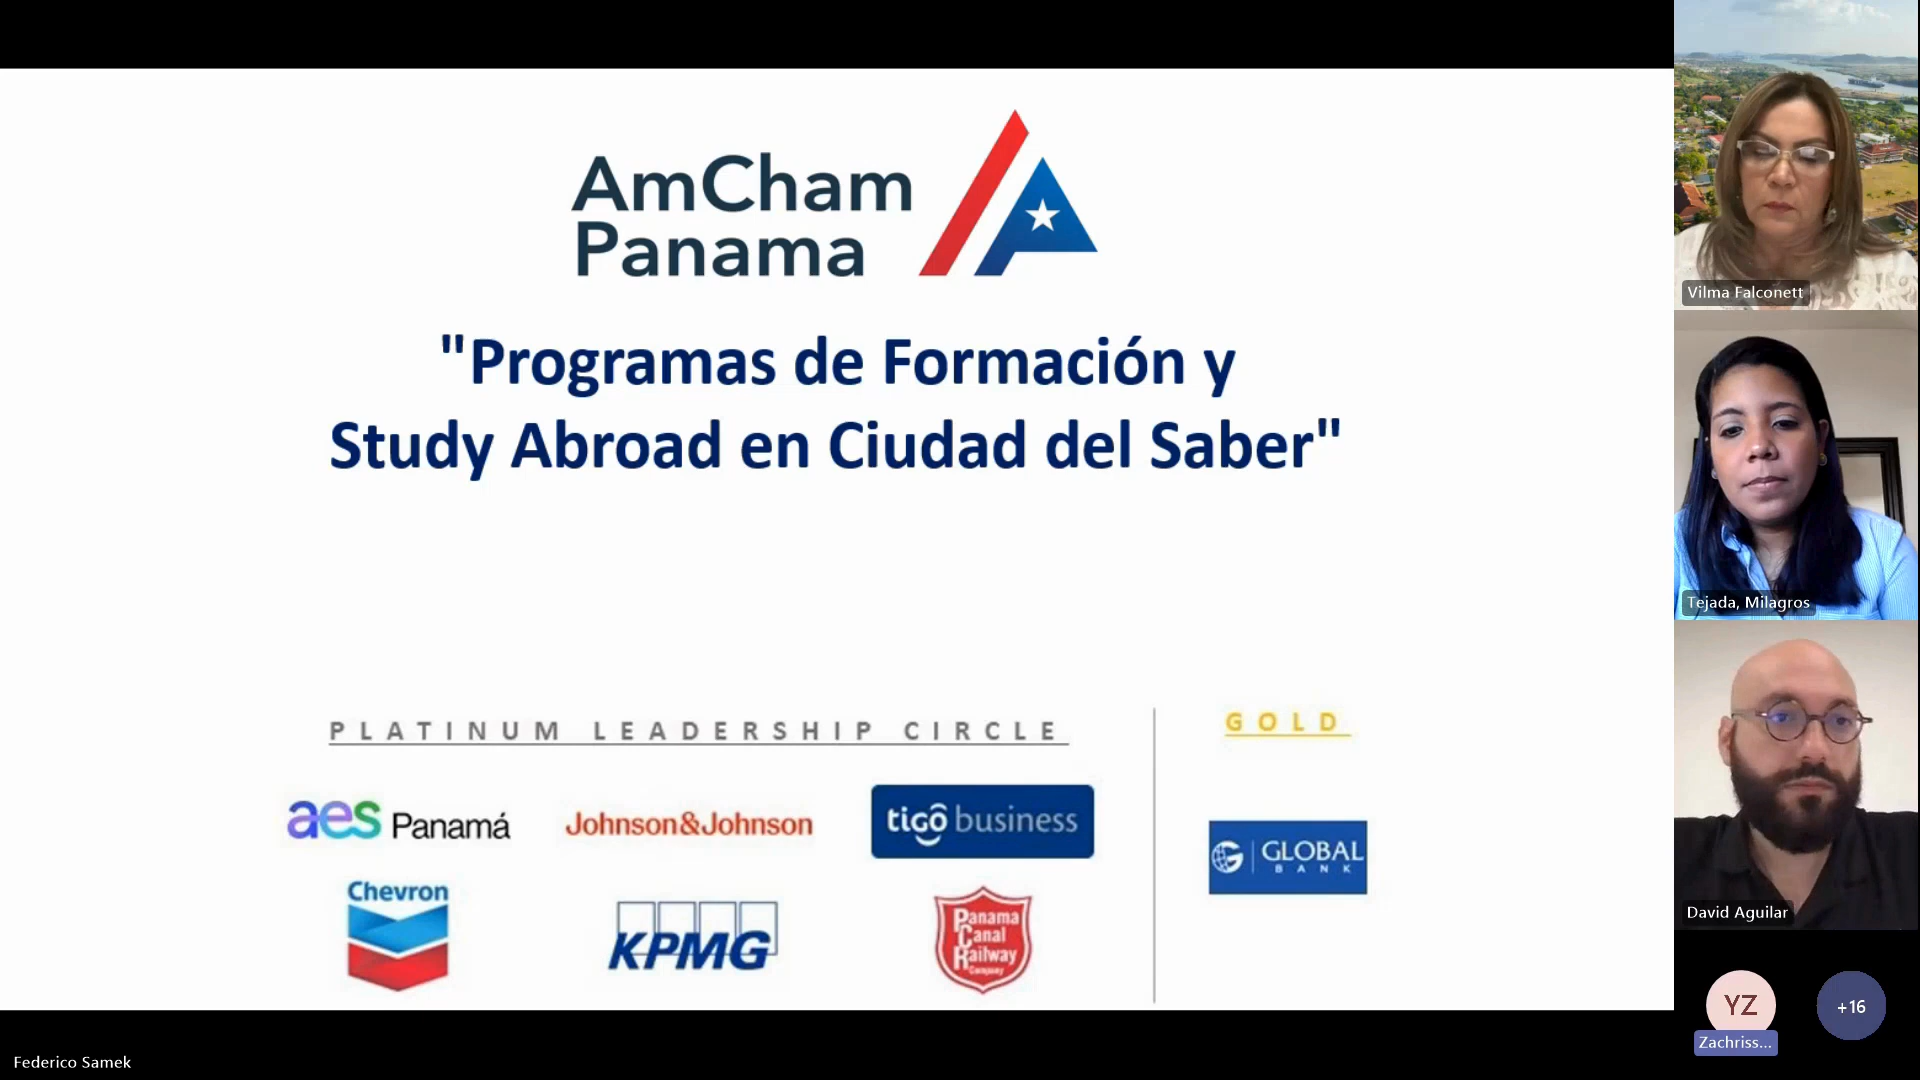 AmCham
Panama
"Programas de Formación y
Study Abroad en Ciudad del Saber"
PLATINUM LEADERSHIP CIRCLE
aes Panamá
Johnson&Johnson
tigo business
Chevron
KPMG
Panama
Canal
Railway
Company
GOLD
GLOBAL
BANK
Vilma Falconett
Tejada, Milagros
David Aguilar
YZ
Zachriss...
+16
Federico Samek